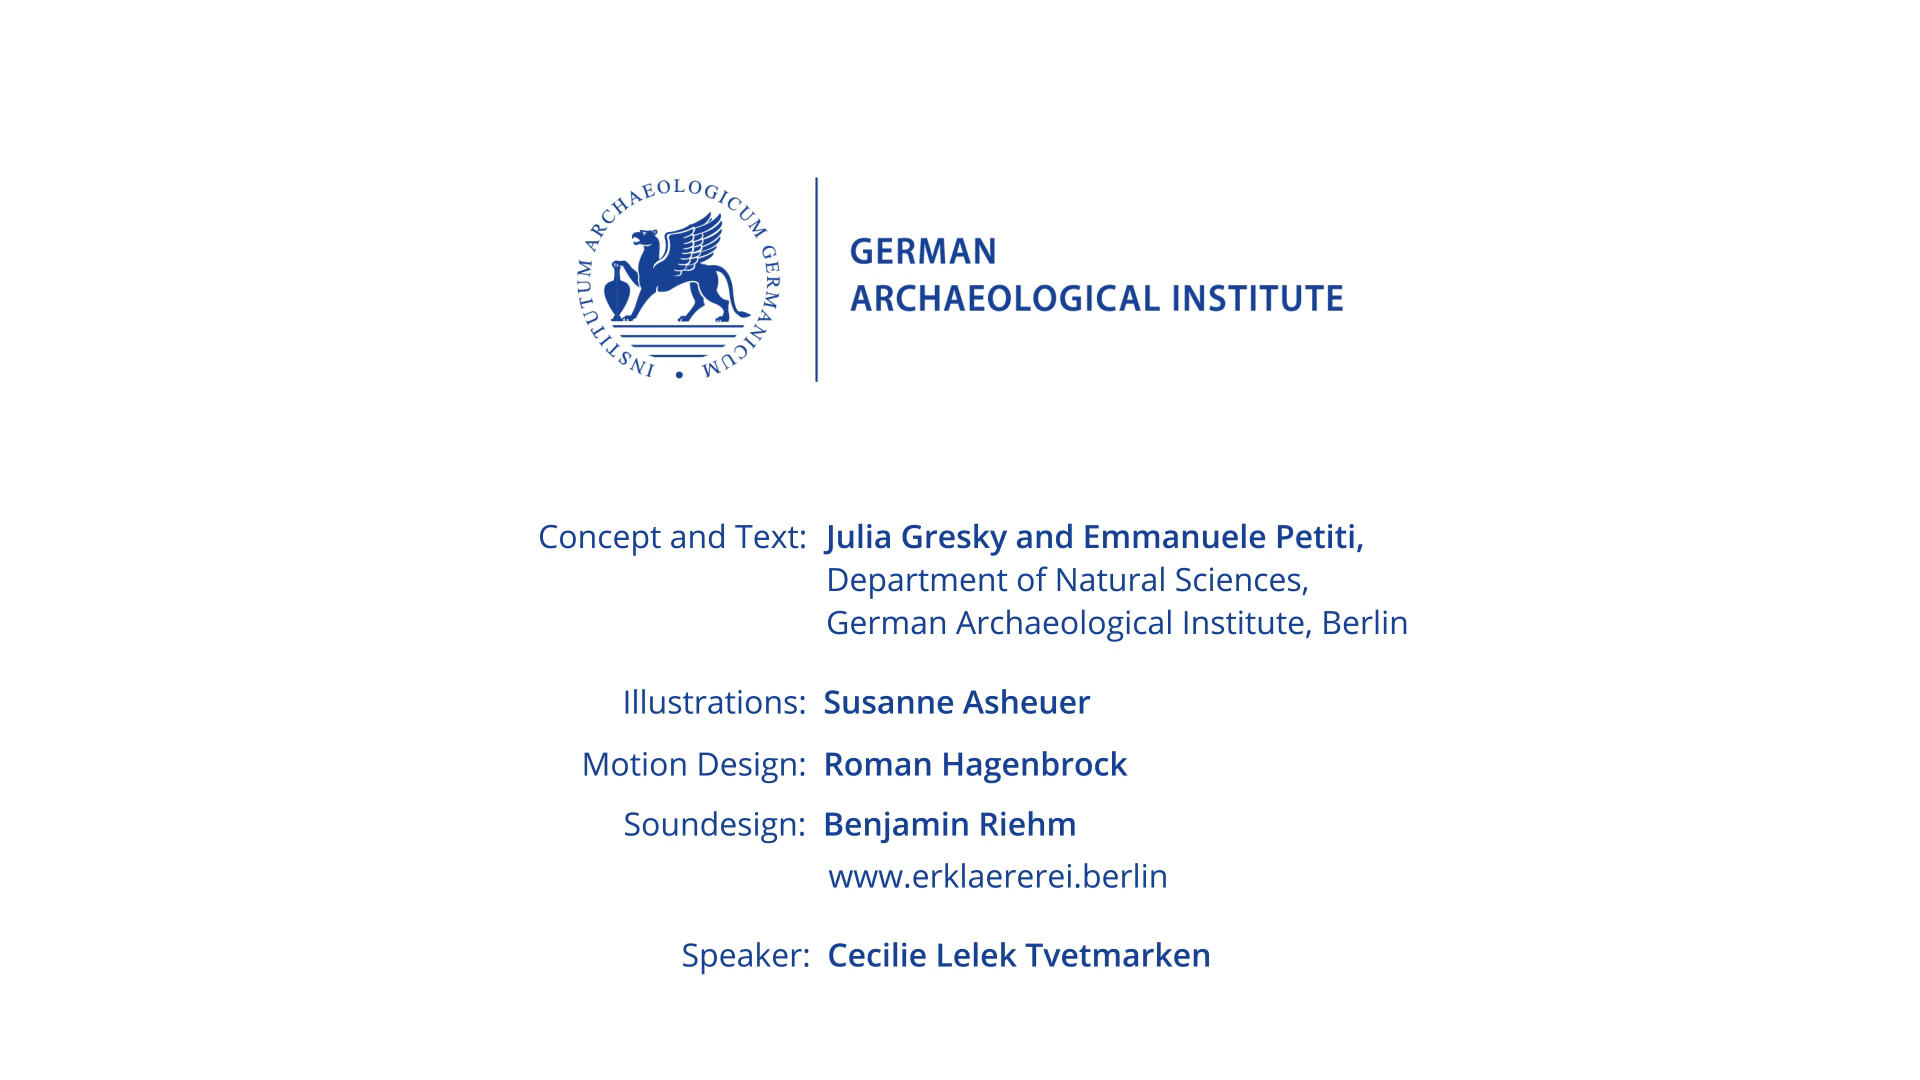 INSTITUTUM ARCHAEOLOGICUM GERMANICUM •
GERMAN
ARCHAEOLOGICAL INSTITUTE
Concept and Text: Julia Gresky and Emmanuele Petiti,
Department of Natural Sciences,
German Archaeological Institute, Berlin
Illustrations: Susanne Asheuer
Motion Design: Roman Hagenbrock
Soundesign: Benjamin Riehm
www.erklaererei.berlin
Speaker: Cecilie Lelek Tvetmarken